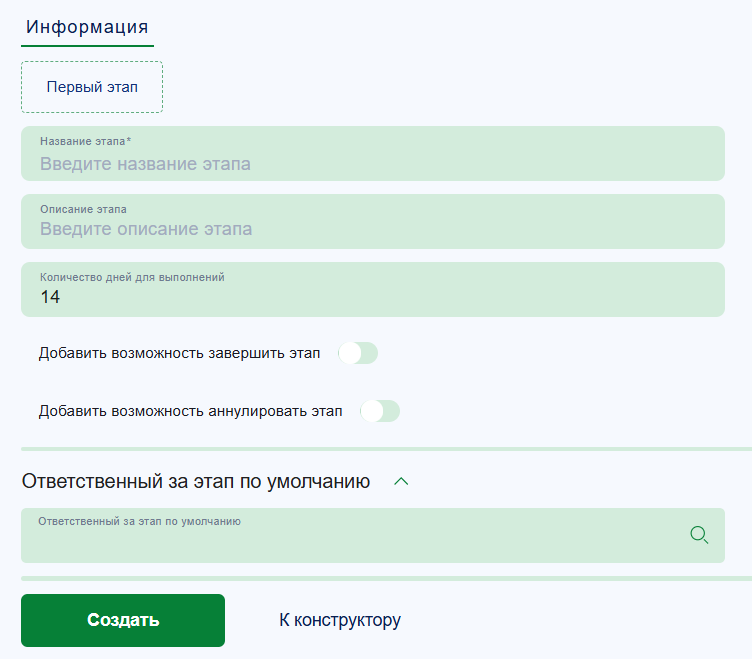 Информация
Первый этап
Название этапа*
Введите название этапа
Описание этапа
Введите описание этапа
Количество дней для выполнений
14
Добавить возможность завершить этап
Добавить возможность аннулировать этап
Ответственный за этап по умолчанию
Ответственный за этап по умолчанию
Создать
К конструктору